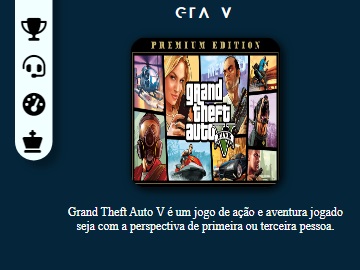 GTA V
PREMIUM EDITION
grand
theft
auto
V
Grand Theft Auto V é um jogo de ação e aventura jogado
seja com a perspectiva de primeira ou terceira pessoa.